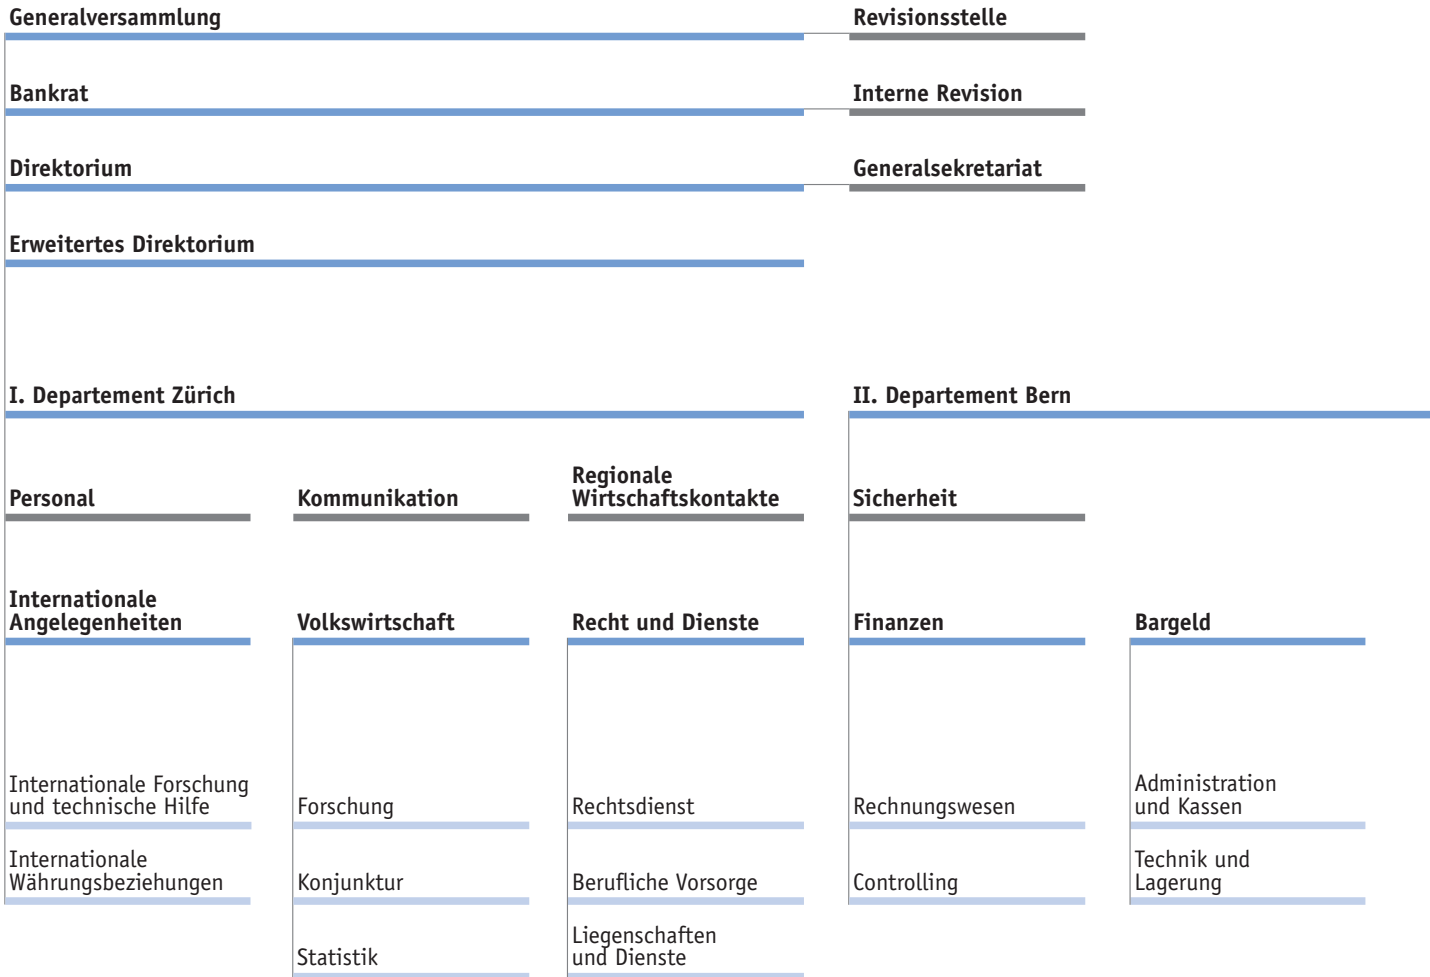 Generalversammlung
Revisionsstelle
Bankrat
Interne Revision
Direktorium
Generalsekretariat
Erweitertes Direktorium
I. Departement Zürich
II. Departement Bern
Personal
Kommunikation
Regionale
Wirtschaftskontakte
Sicherheit
Internationale
Angelegenheiten
Volkswirtschaft
Recht und Dienste
Finanzen
Bargeld
Internationale Forschung
und technische Hilfe
Forschung
Rechtsdienst
Rechnungswesen
Administration
und Kassen
Internationale
Währungsbeziehungen
Konjunktur
Berufliche Vorsorge
Controlling
Technik und
Lagerung
Statistik
Liegenschaften
und Dienste